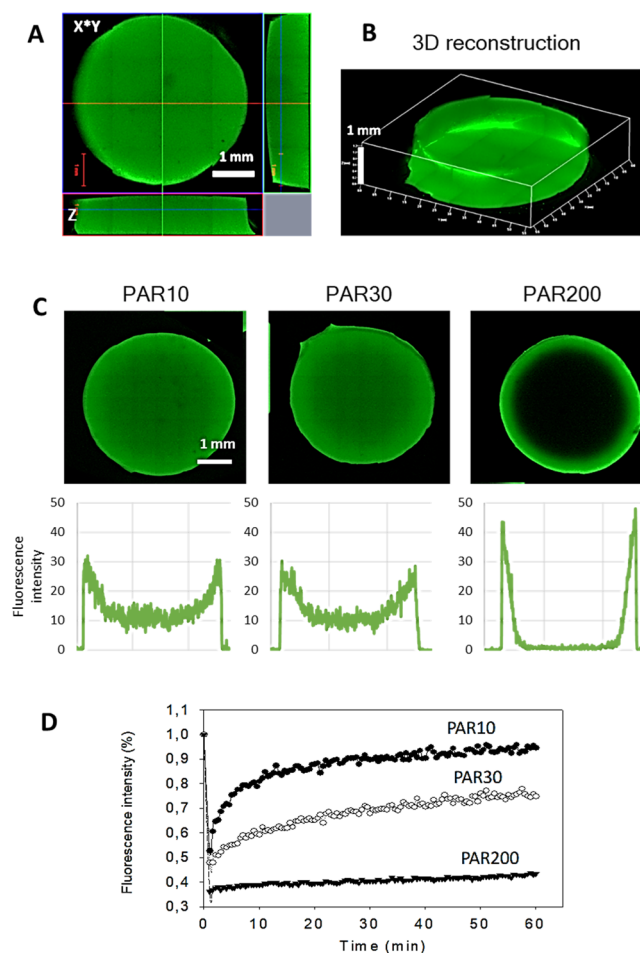 A
X*Y
1 mm
Z
B
3D reconstruction
1 mm
C
PAR10
PAR30
PAR200
1 mm
Fluorescence
intensity
50
40
30
20
10
0
50
40
30
20
10
0
50
40
30
20
10
0
D
Fluorescence intensity (%)
1,1
1,0
0,9
0,8
0,7
0,6
0,5
0,4
0,3
PAR10
PAR30
PAR200
0
10
20
30
40
50
60
Time (min)